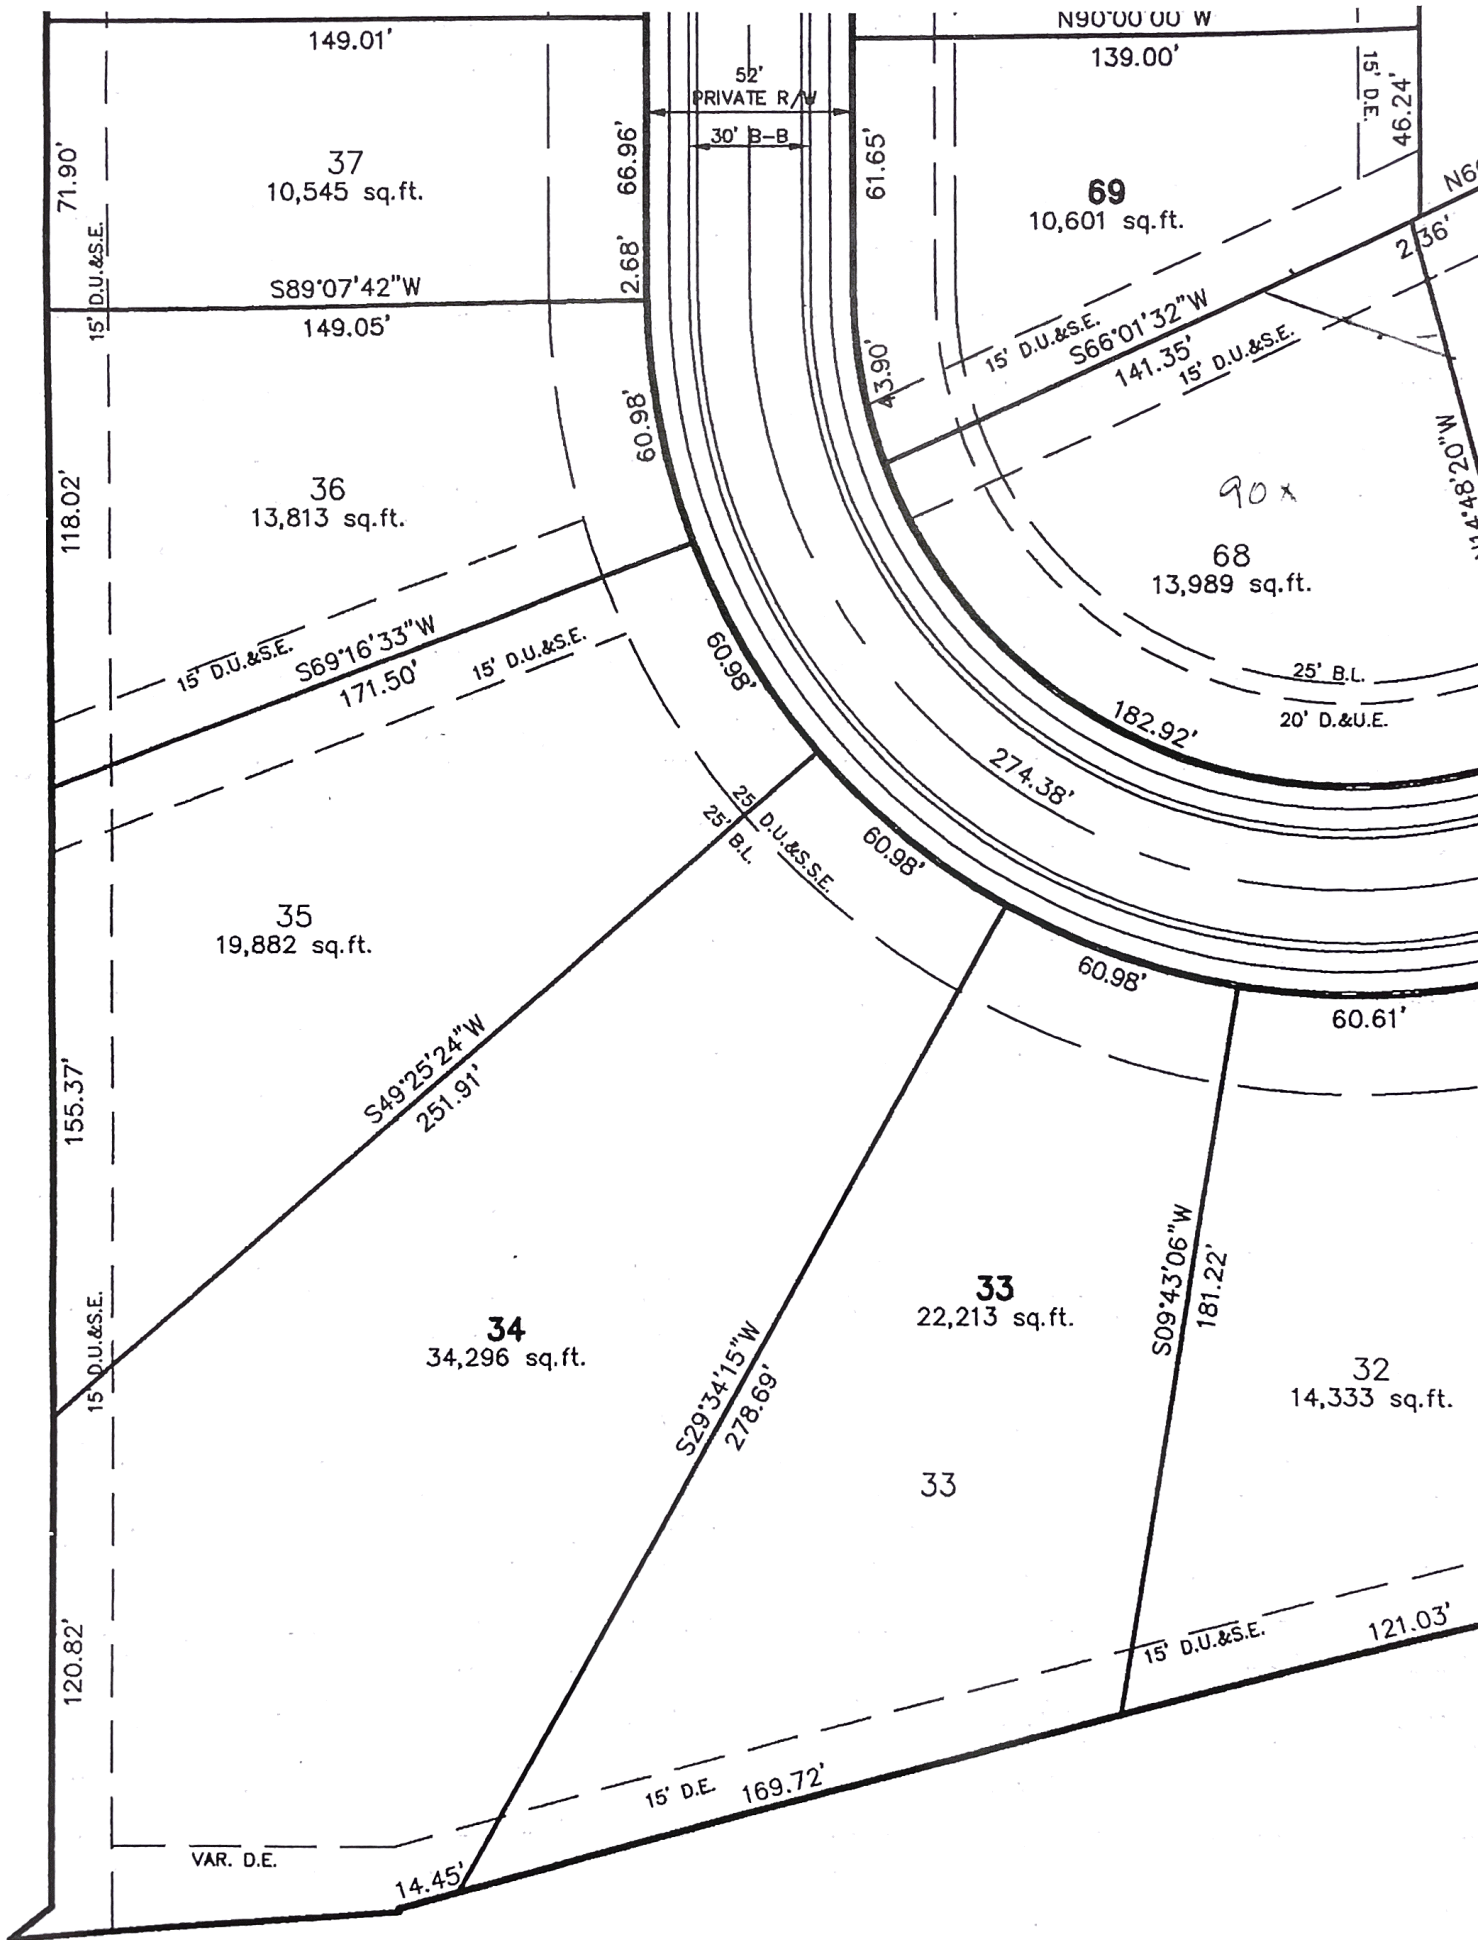 149.01'
N90°00'00 W
139.00'
52'
PRIVATE R/W
30' B-B
15' D.E.
46.24'
71.90'
37
10,545 sq.ft.
66.96'
61.65'
69
10,601 sq.ft.
15' D.U.&S.E.
2.68'
S89°07'42"W
149.05'
2.36'
15' D.U.&S.E.
S66°01'32"W
141.35'
15' D.U.&S.E.
43.90'
60.98'
N14°48'20"W
118.02'
36
13,813 sq.ft.
90 x
68
13,989 sq.ft.
15' D.U.&S.E.
S69°16'33"W
171.50'
15' D.U.&S.E.
60.98'
25' B.L.
20' D.&U.E.
182.92'
274.38'
25' D.U.&S.S.E.
25' B.L.
60.98'
35
19,882 sq.ft.
60.98'
60.61'
155.37'
S49°25'24"W
251.91'
15' D.U.&S.E.
34
34,296 sq.ft.
S29°34'15"W
278.69'
33
22,213 sq.ft.
S09°43'06"W
181.22'
32
14,333 sq.ft.
33
120.82'
15' D.U.&S.E.
121.03'
15' D.E.
169.72'
VAR. D.E.
14.45'